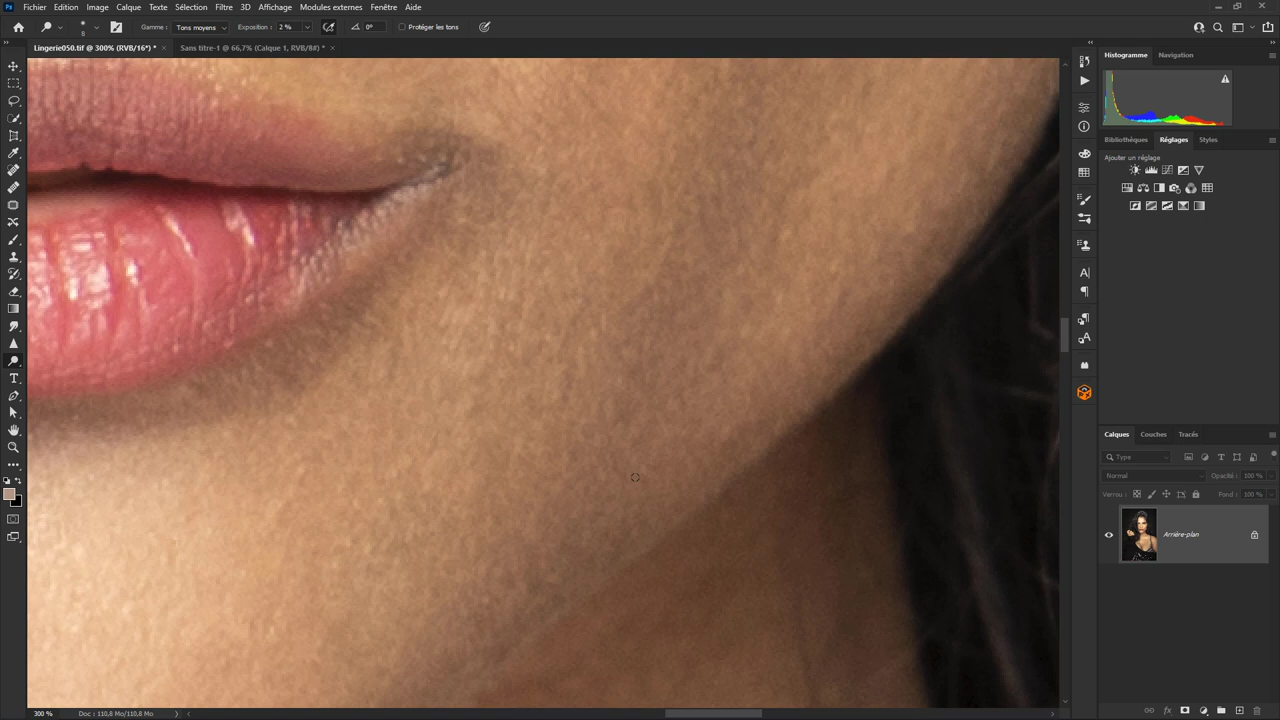 Ps Fichier Edition Image Calque Texte Sélection Filtre 3D Affichage Modules externes Fenêtre Aide
8 Gamme : Tons moyens Exposition : 2 % 0° Protéger les tons
Lingerie050.tif @ 300% (RVB/16*) * × Sans titre-1 @ 66,7% (Calque 1, RVB/8#) * ×
Histogramme Navigation
Bibliothèques Réglages Styles
Ajouter un réglage
Calques Couches Tracés
Type
Normal Opacité : 100 %
Verrou : Fond : 100 %
Arrière-plan
300 % Doc : 110,8 Mo/110,8 Mo